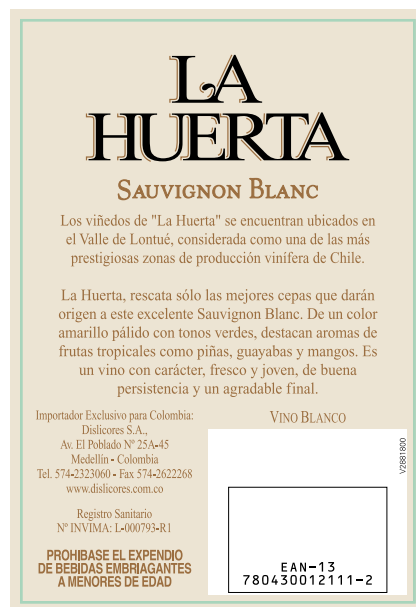 LA
HUERTA
SAUVIGNON BLANC
Los viñedos de "La Huerta" se encuentran ubicados en
el Valle de Lontué, considerada como una de las más
prestigiosas zonas de producción vinífera de Chile.
La Huerta, rescata sólo las mejores cepas que darán
origen a este excelente Sauvignon Blanc. De un color
amarillo pálido con tonos verdes, destacan aromas de
frutas tropicales como piñas, guayabas y mangos. Es
un vino con carácter, fresco y joven, de buena
persistencia y un agradable final.
Importador Exclusivo para Colombia:
Dislicores S.A.,
Av. El Poblado Nº 25A-45
Medellín - Colombia
Tel. 574-2323060 - Fax 574-2622268
www.dislicores.com.co
Registro Sanitario
Nº INVIMA: L-000793-R1
PROHIBASE EL EXPENDIO
DE BEBIDAS EMBRIAGANTES
A MENORES DE EDAD
VINO BLANCO
V2881800
EAN-13
780430012111-2